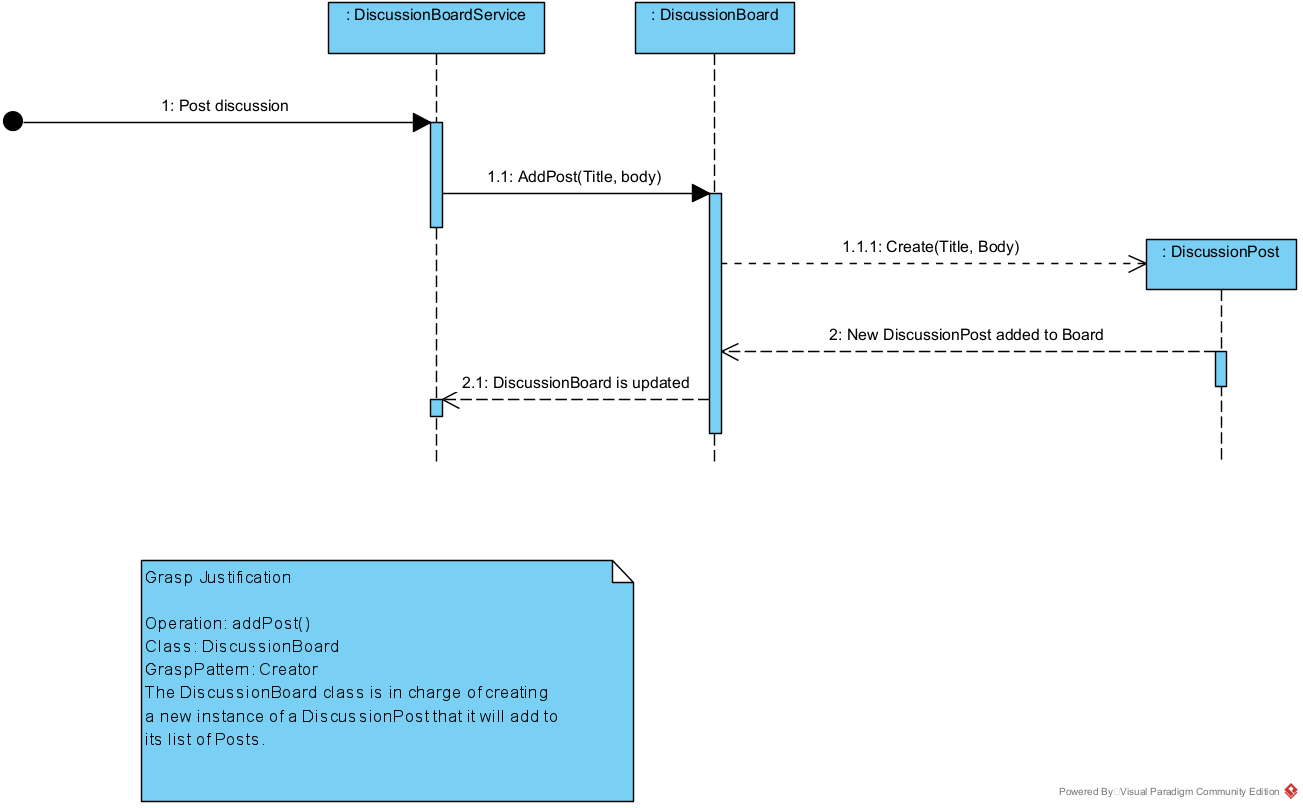 : DiscussionBoardService
: DiscussionBoard
1: Post discussion
1.1: AddPost(Title, body)
1.1.1: Create(Title, Body)
: DiscussionPost
2: New DiscussionPost added to Board
2.1: DiscussionBoard is updated
Grasp Justification
Operation: addPost()
Class: DiscussionBoard
GraspPattern: Creator
The DiscussionBoard class is in charge of creating
a new instance of a DiscussionPost that it will add to
its list of Posts.
Powered By Visual Paradigm Community Edition